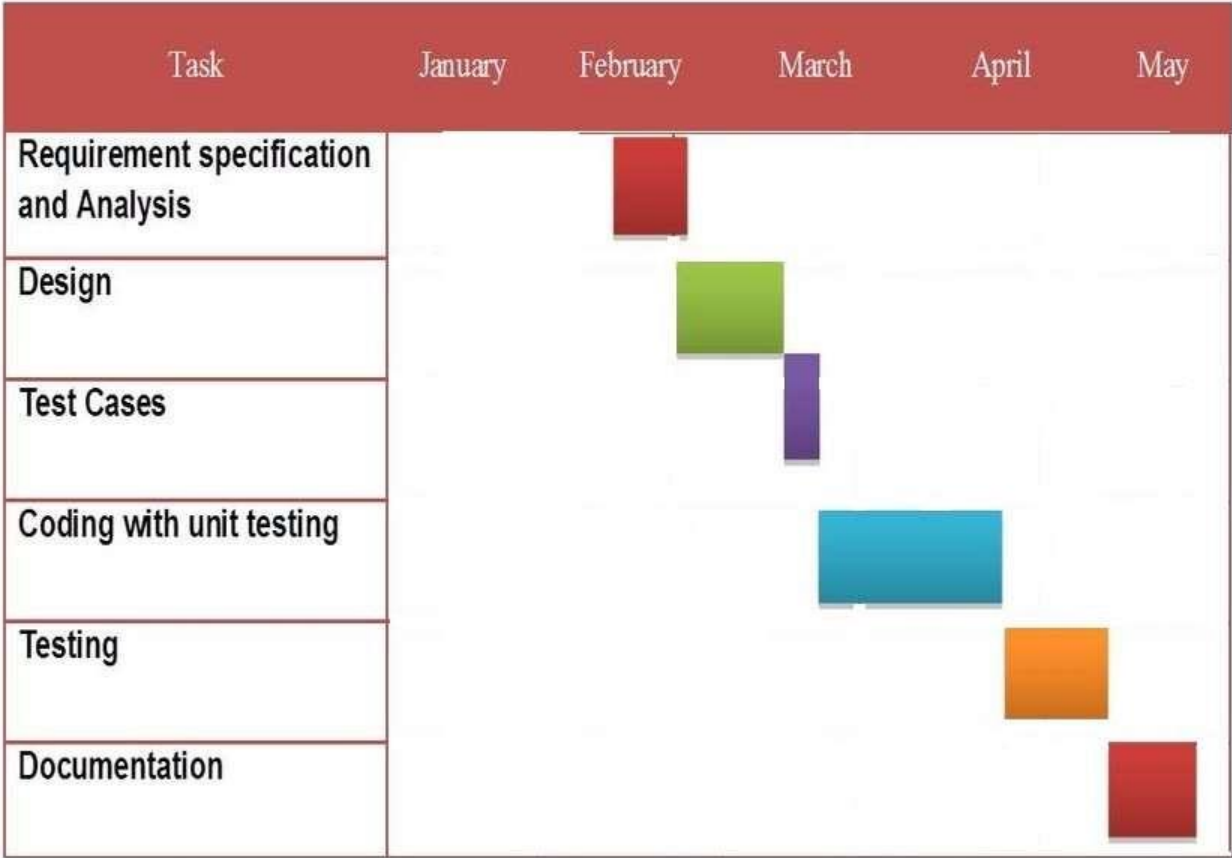 Task January February March April May
Requirement specification
and Analysis
Design
Test Cases
Coding with unit testing
Testing
Documentation